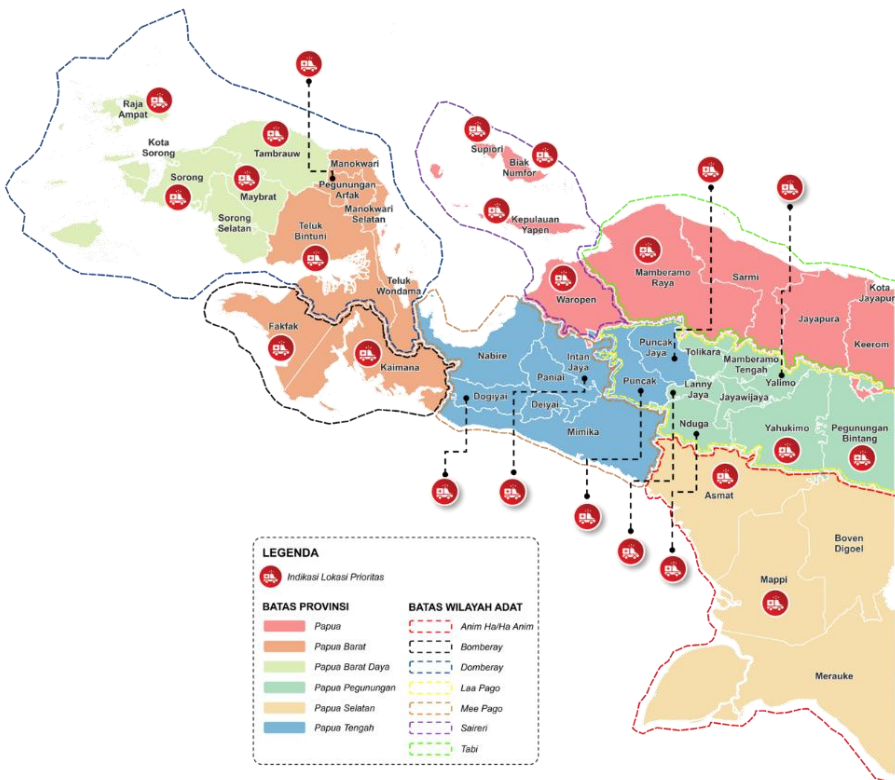 Raja
Ampat
Kota
Sorong
Sorong
Tambrauw
Maybrat
Sorong
Selatan
Manokwari
Pegunungan
Arfak
Manokwari
Selatan
Teluk
Bintuni
Teluk
Wondama
Fakfak
Kaimana
Supiori
Biak
Numfor
Kepulauan
Yapen
Waropen
Mamberamo
Raya
Sarmi
Jayapura
Kota
Jayapur
Keerom
Nabire
Intan
Jaya
Paniai
Dogiyai
Deiyai
Mimika
Puncak
Jaya
Puncak
Tolikara
Mamberamo
Tengah
Yalimo
Lanny
Jaya
Jayawijaya
Nduga
Yahukimo
Pegunungan
Bintang
Asmat
Boven
Digoel
Mappi
Merauke
LEGENDA
Indikasi Lokasi Prioritas
BATAS PROVINSI
Papua
Papua Barat
Papua Barat Daya
Papua Pegunungan
Papua Selatan
Papua Tengah
BATAS WILAYAH ADAT
Anim Ha/Ha Anim
Bomberay
Domberay
Laa Pago
Mee Pago
Saireri
Tabi